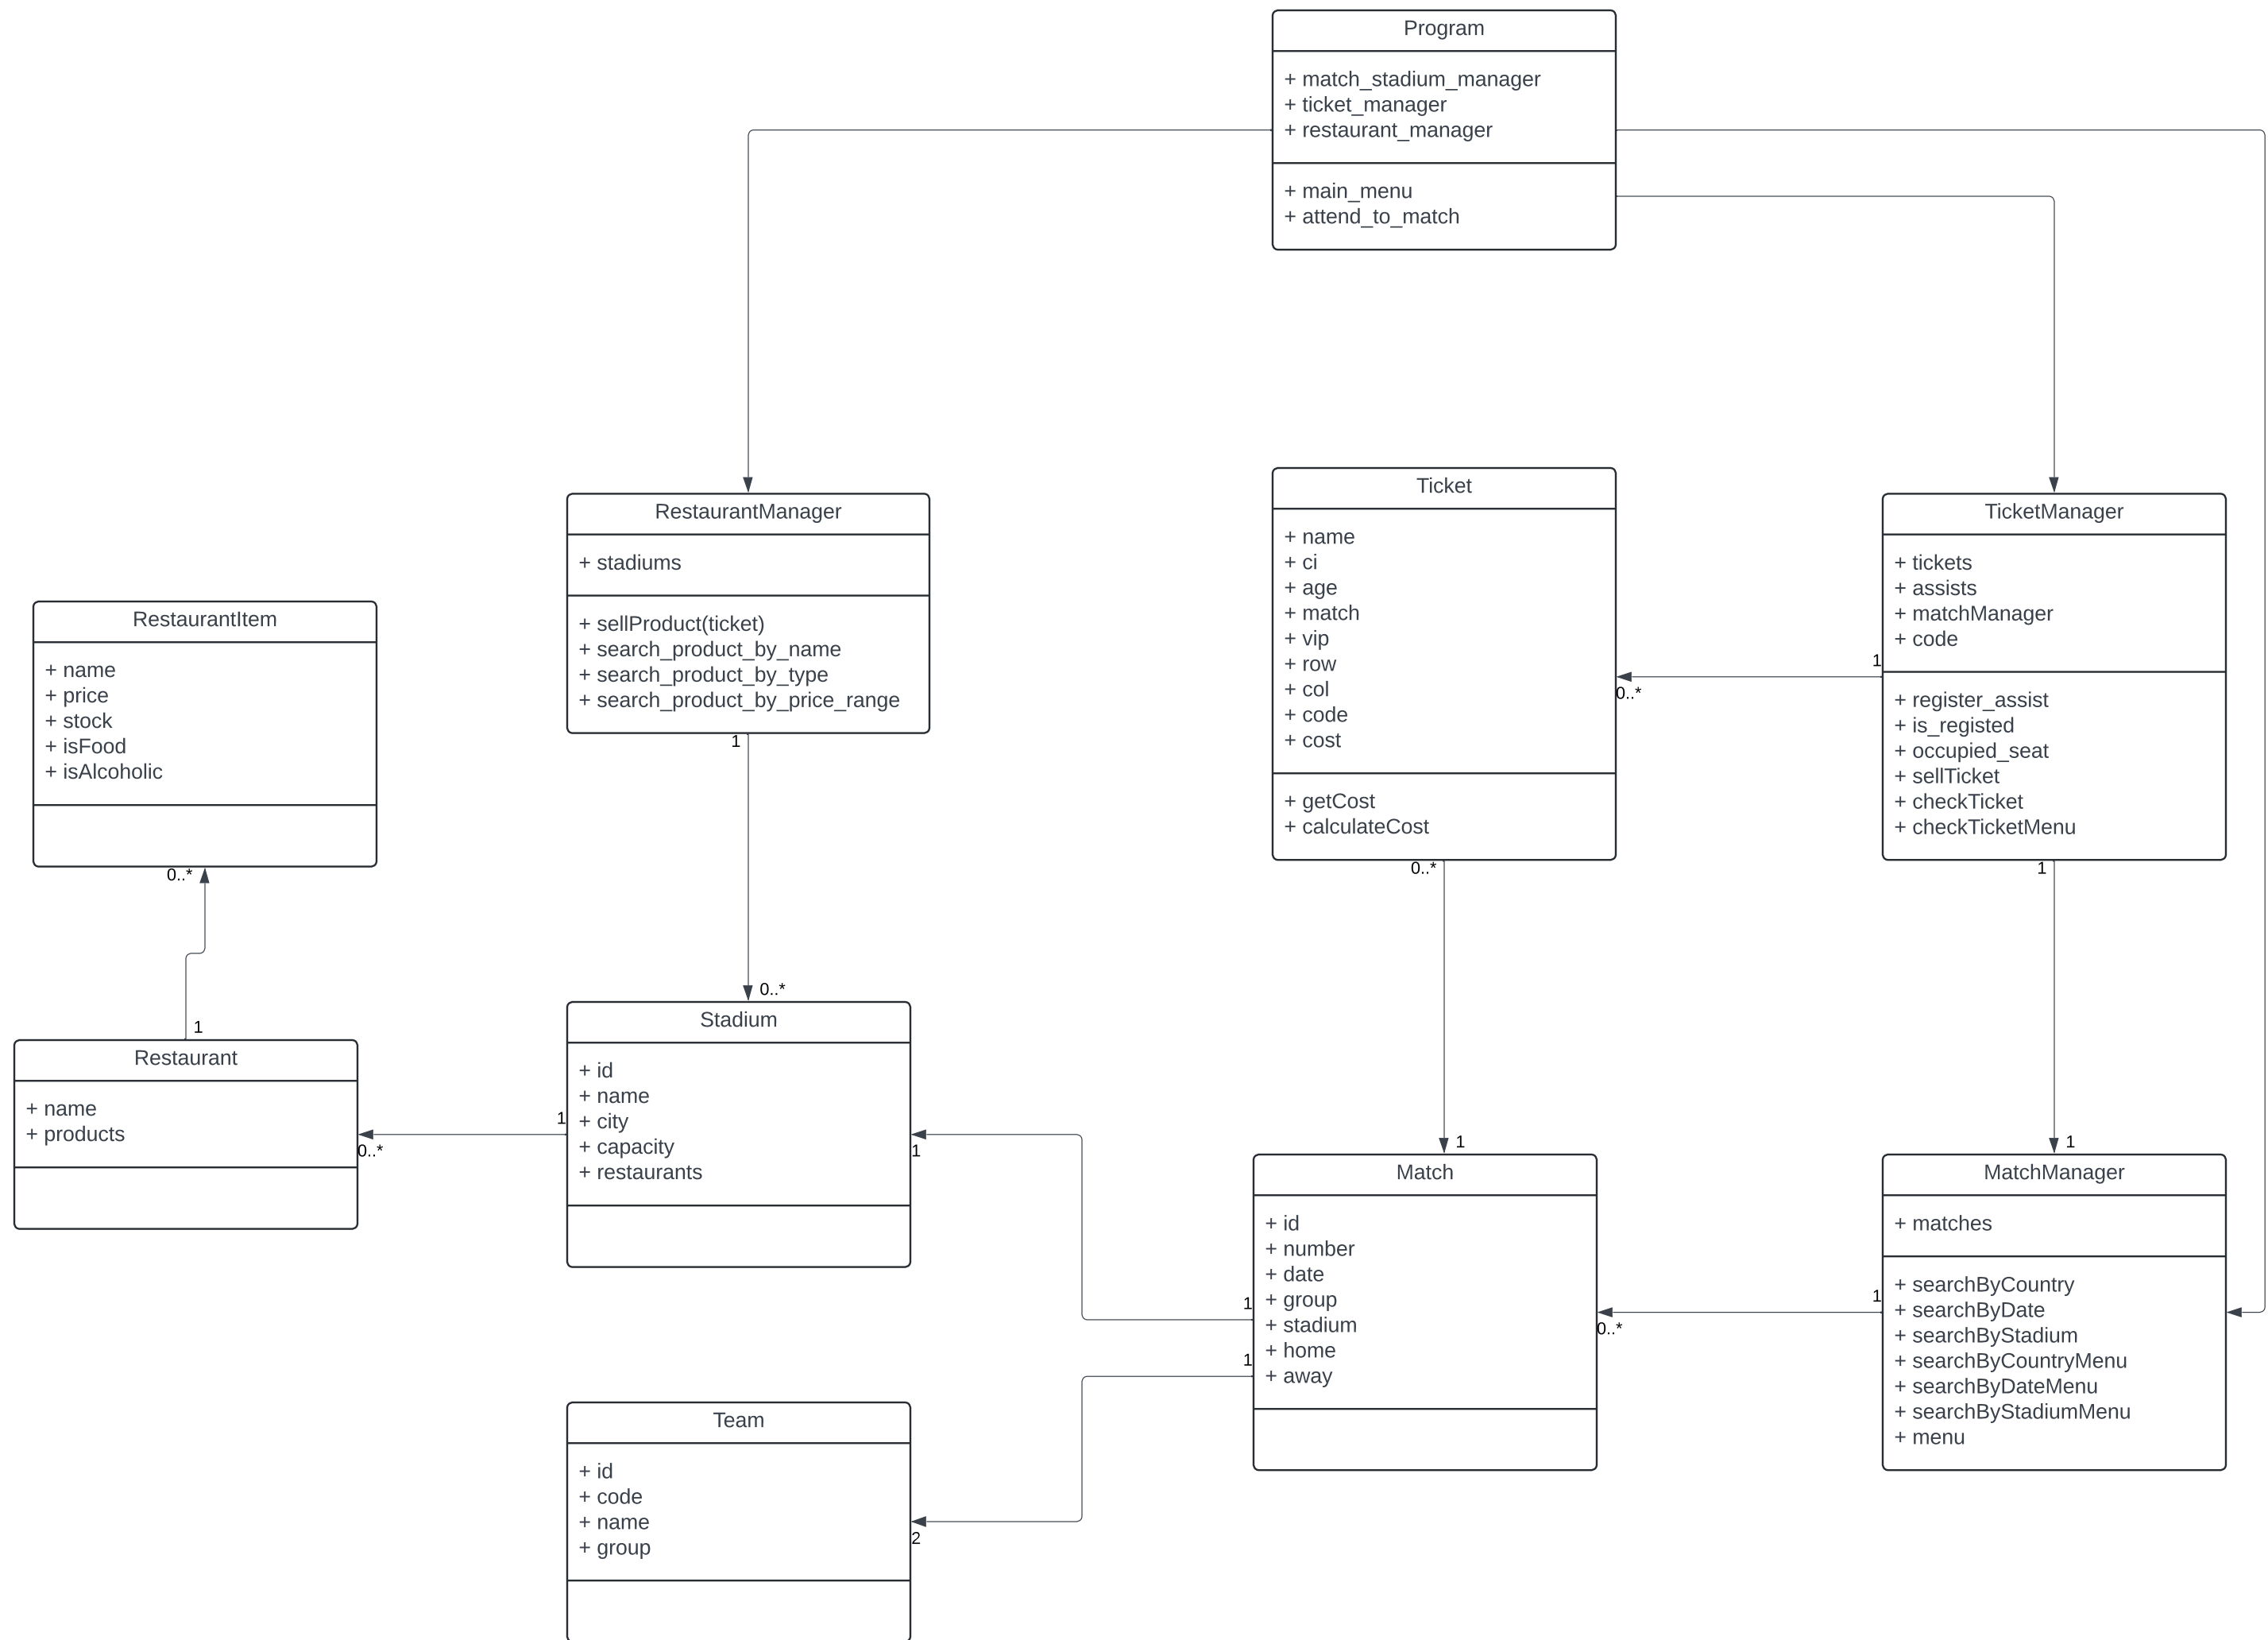 Program
+ match_stadium_manager
+ ticket_manager
+ restaurant_manager
+ main_menu
+ attend_to_match
RestaurantManager
+ stadiums
+ sellProduct(ticket)
+ search_product_by_name
+ search_product_by_type
+ search_product_by_price_range
1
0..*
Ticket
+ name
+ ci
+ age
+ match
+ vip
+ row
+ col
+ code
+ cost
+ getCost
+ calculateCost
0..*
1
TicketManager
+ tickets
+ assists
+ matchManager
+ code
+ register_assist
+ is_registed
+ occupied_seat
+ sellTicket
+ checkTicket
+ checkTicketMenu
1
0..*
1
1
RestaurantItem
+ name
+ price
+ stock
+ isFood
+ isAlcoholic
0..*
1
Restaurant
+ name
+ products
0..*
1
Stadium
+ id
+ name
+ city
+ capacity
+ restaurants
1
1
Match
+ id
+ number
+ date
+ group
+ stadium
+ home
+ away
1
0..*
1
MatchManager
+ matches
+ searchByCountry
+ searchByDate
+ searchByStadium
+ searchByCountryMenu
+ searchByDateMenu
+ searchByStadiumMenu
+ menu
Team
+ id
+ code
+ name
+ group
2